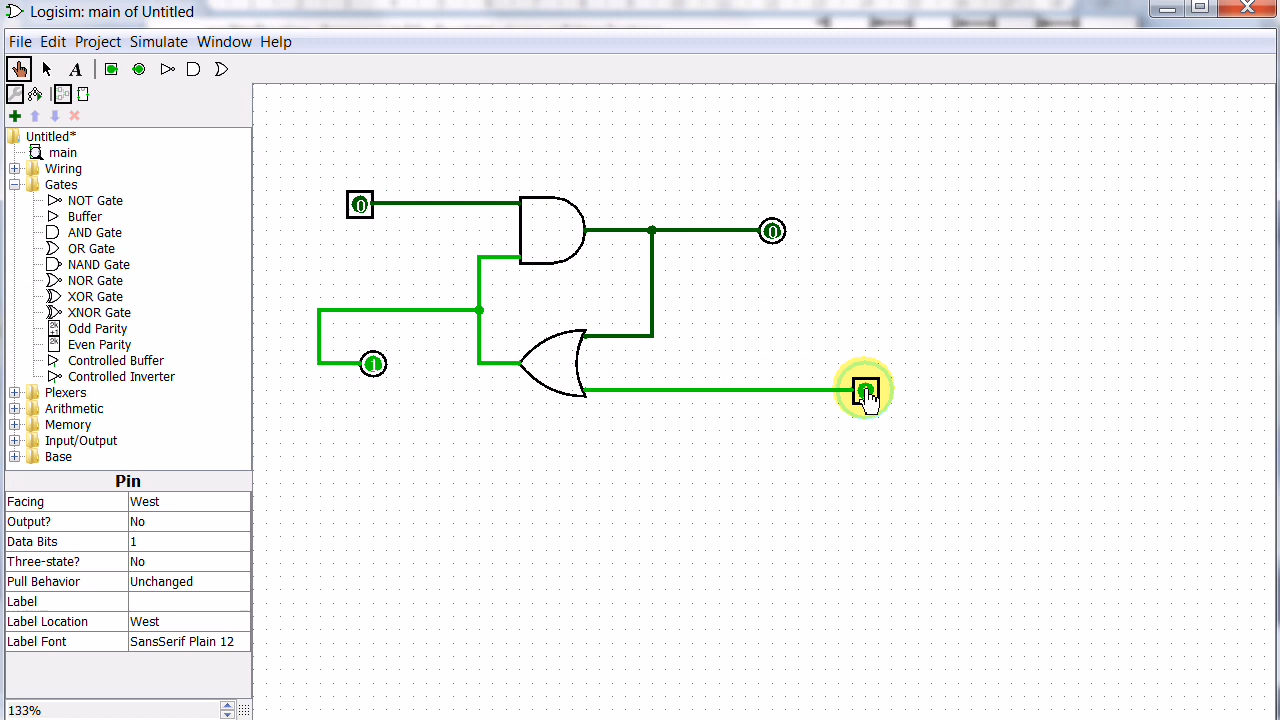 Logisim: main of Untitled
File Edit Project Simulate Window Help
A
Untitled*
main
Wiring
Gates
NOT Gate
Buffer
AND Gate
OR Gate
NAND Gate
NOR Gate
XOR Gate
XNOR Gate
Odd Parity
Even Parity
Controlled Buffer
Controlled Inverter
Plexers
Arithmetic
Memory
Input/Output
Base
Pin
Facing West
Output? No
Data Bits 1
Three-state? No
Pull Behavior Unchanged
Label
Label Location West
Label Font SansSerif Plain 12
133%
0
0
1